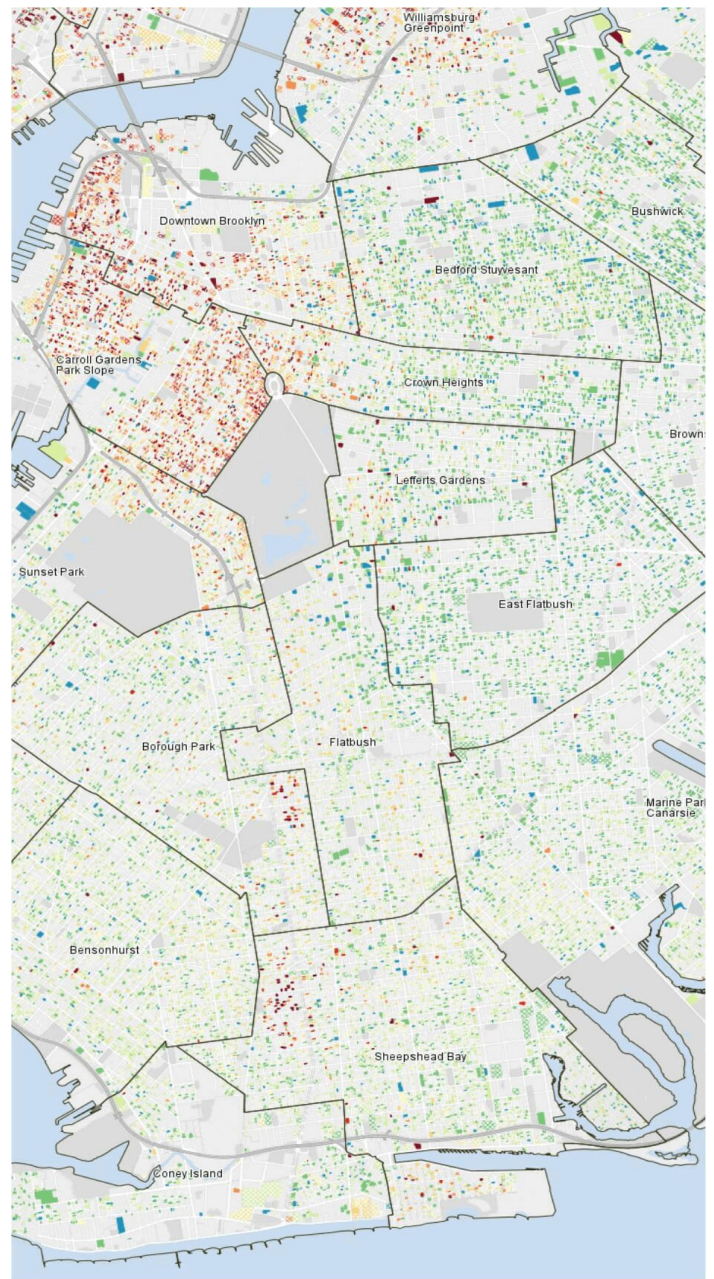 Williamsburg
Greenpoint
Bushwick
Downtown Brooklyn
Bedford Stuyvesant
Carroll Gardens
Park Slope
Crown Heights
Browns
Lefferts Gardens
Sunset Park
East Flatbush
Borough Park
Flatbush
Marine Par
Canarsie
Bensonhurst
Sheepshead Bay
Coney Island